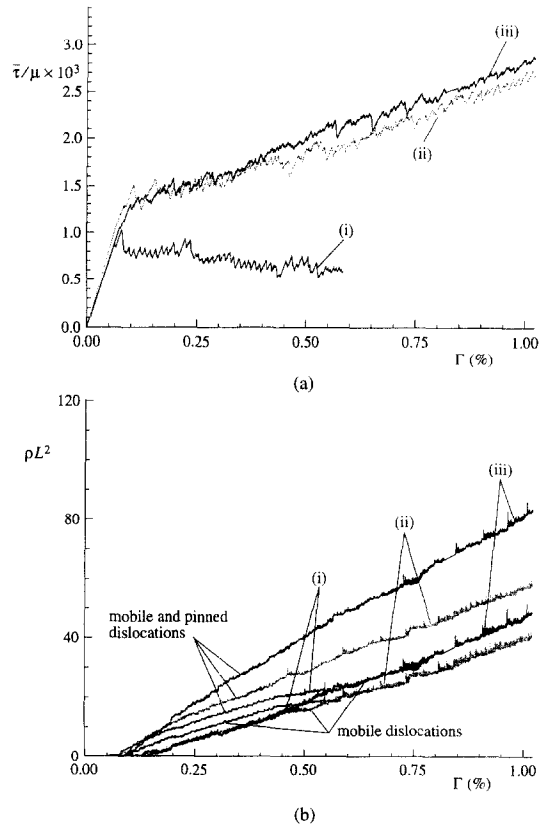 3.0
τ̄/μ × 10³
2.5
2.0
1.5
1.0
0.5
0.0
(iii)
(ii)
(i)
0.00 0.25 0.50 0.75 1.00
Γ (%)
(a)
120
ρL²
80
40
0
(iii)
(ii)
(i)
mobile and pinned
dislocations
mobile dislocations
0.25 0.50 0.75 1.00
Γ (%)
(b)